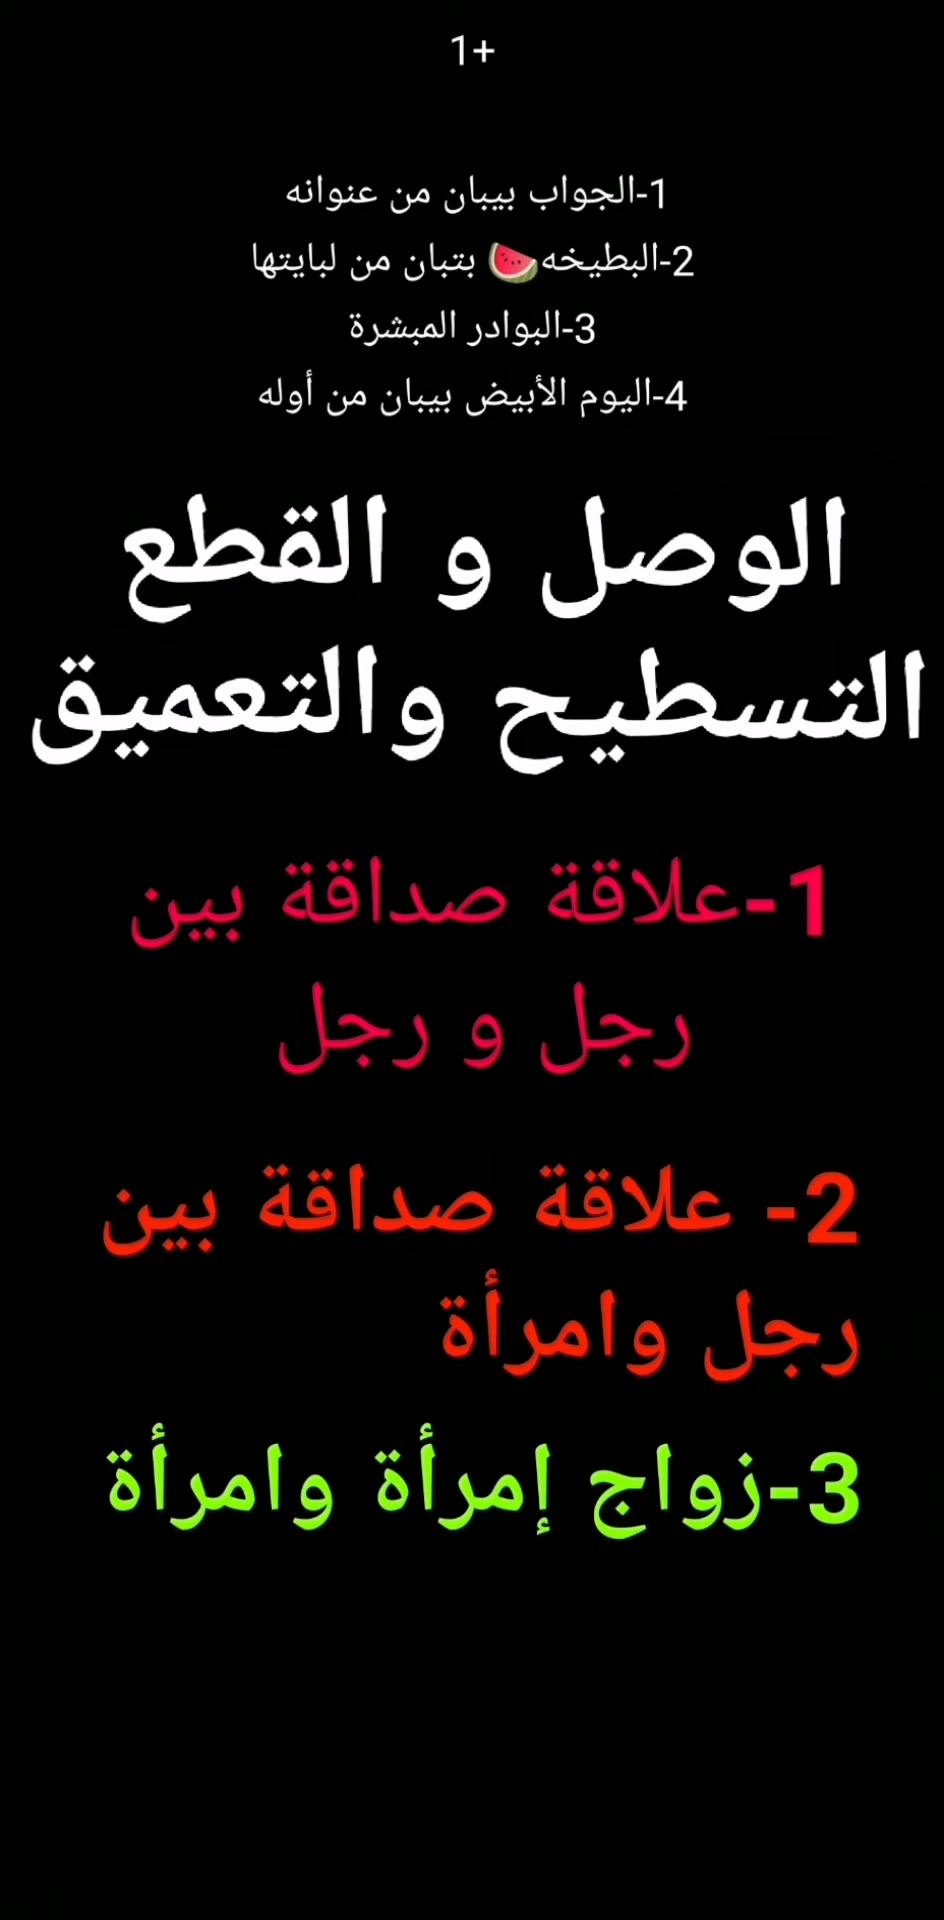 1+
1-الجواب بيبان من عنوانه
2-البطيخه🍉 بتبان من لبايتها
3-البوادر المبشرة
4-اليوم الأبيض بيبان من أوله
الوصل و القطع
التسطيح والتعميق
1-علاقة صداقة بين
رجل و رجل
2- علاقة صداقة بين
رجل وامرأة
3-زواج إمرأة وامرأة